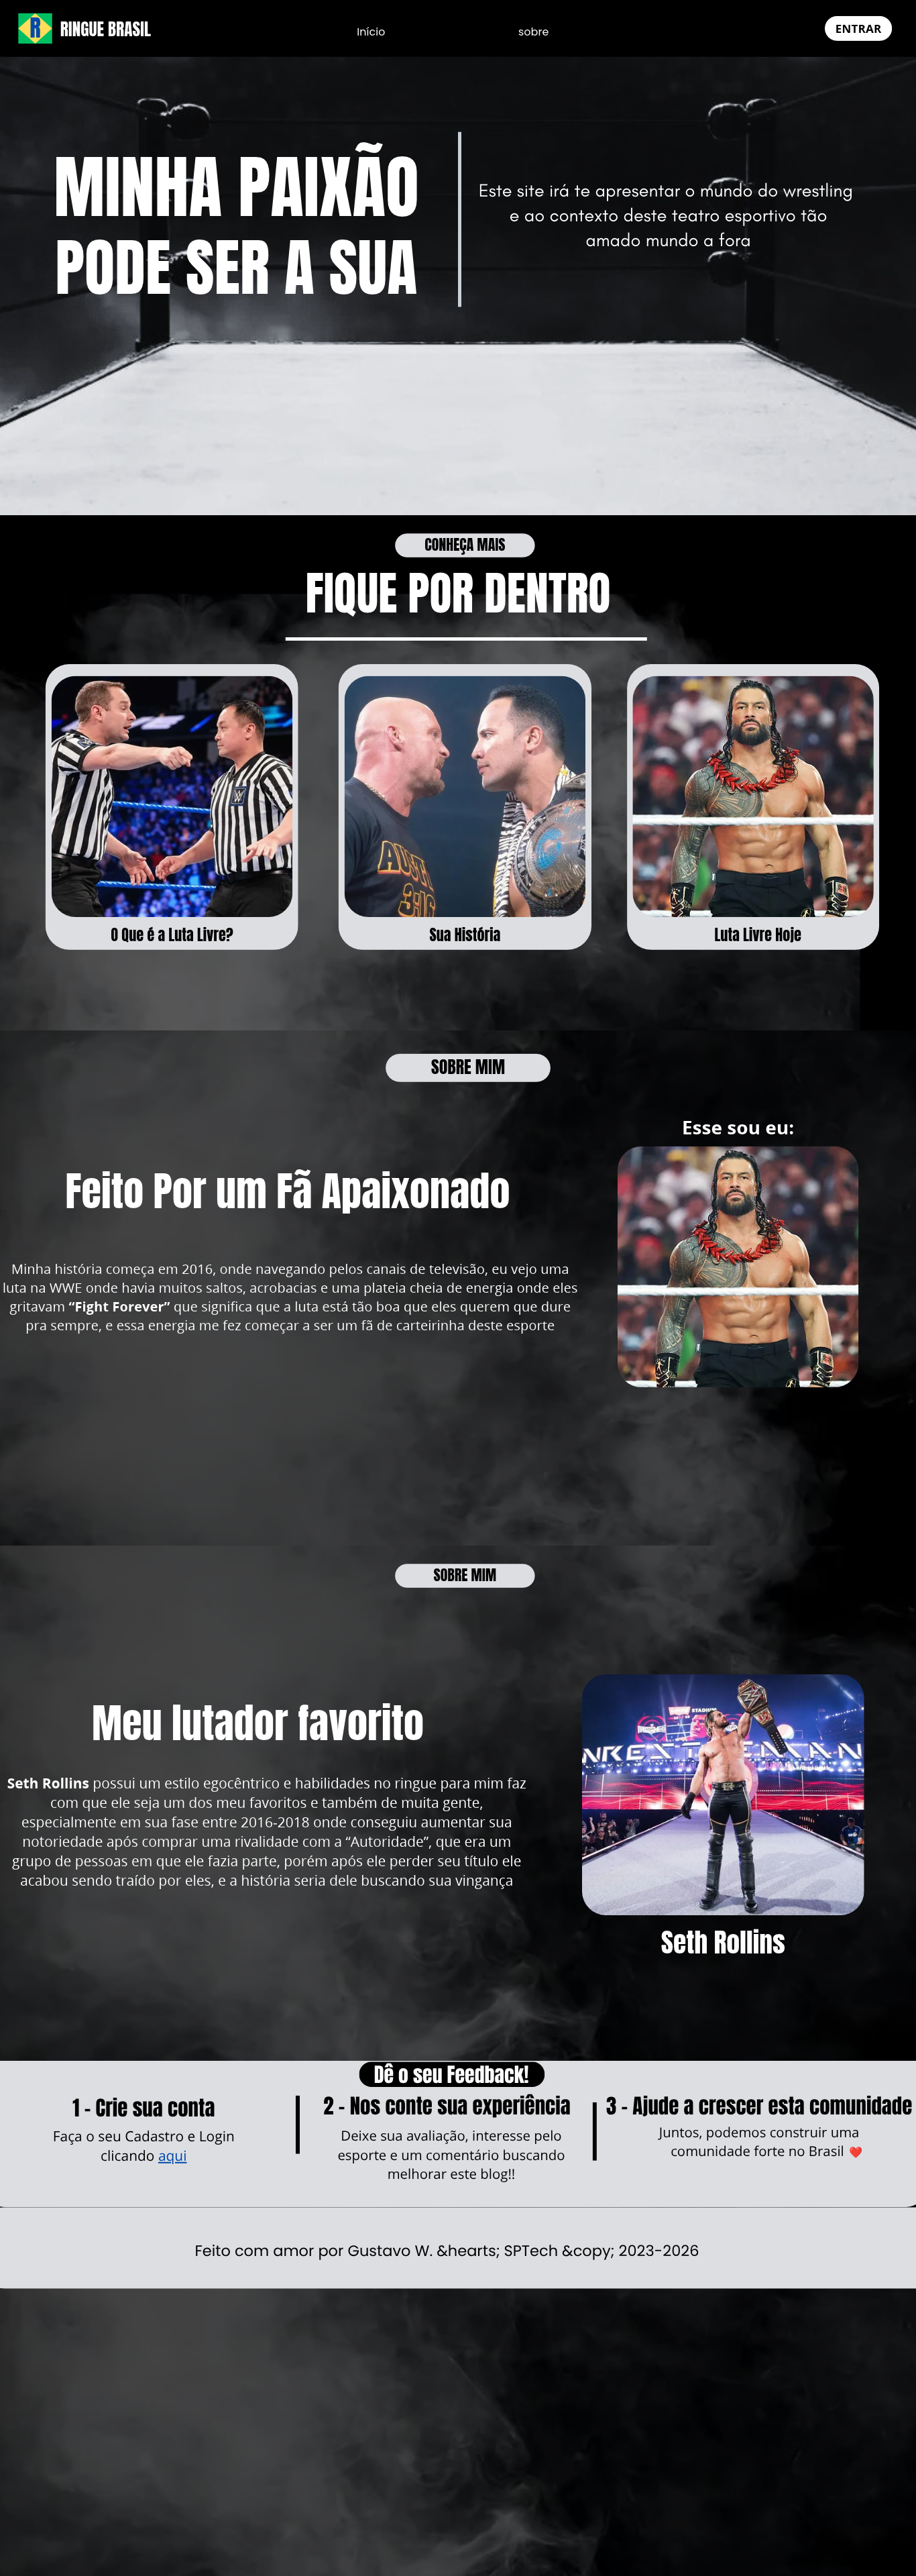 R
RINGUE BRASIL
Início
sobre
ENTRAR
MINHA PAIXÃO
PODE SER A SUA
Este site irá te apresentar o mundo do wrestling
e ao contexto deste teatro esportivo tão
amado mundo a fora
CONHEÇA MAIS
FIQUE POR DENTRO
3:16
O Que é a Luta Livre?
Sua História
Luta Livre Hoje
SOBRE MIM
Esse sou eu:
Feito Por um Fã Apaixonado
Minha história começa em 2016, onde navegando pelos canais de televisão, eu vejo uma
luta na WWE onde havia muitos saltos, acrobacias e uma plateia cheia de energia onde eles
gritavam “Fight Forever” que significa que a luta está tão boa que eles querem que dure
pra sempre, e essa energia me fez começar a ser um fã de carteirinha deste esporte
SOBRE MIM
STADIUM
Meu lutador favorito
Seth Rollins possui um estilo egocêntrico e habilidades no ringue para mim faz
com que ele seja um dos meu favoritos e também de muita gente,
especialmente em sua fase entre 2016-2018 onde conseguiu aumentar sua
notoriedade após comprar uma rivalidade com a “Autoridade”, que era um
grupo de pessoas em que ele fazia parte, porém após ele perder seu título ele
acabou sendo traído por eles, e a história seria dele buscando sua vingança
Seth Rollins
Dê o seu Feedback!
1 - Crie sua conta
Faça o seu Cadastro e Login
clicando aqui
2 - Nos conte sua experiência
Deixe sua avaliação, interesse pelo
esporte e um comentário buscando
melhorar este blog!!
3 - Ajude a crescer esta comunidade
Juntos, podemos construir uma
comunidade forte no Brasil ❤️
Feito com amor por Gustavo W. &hearts; SPTech &copy; 2023-2026